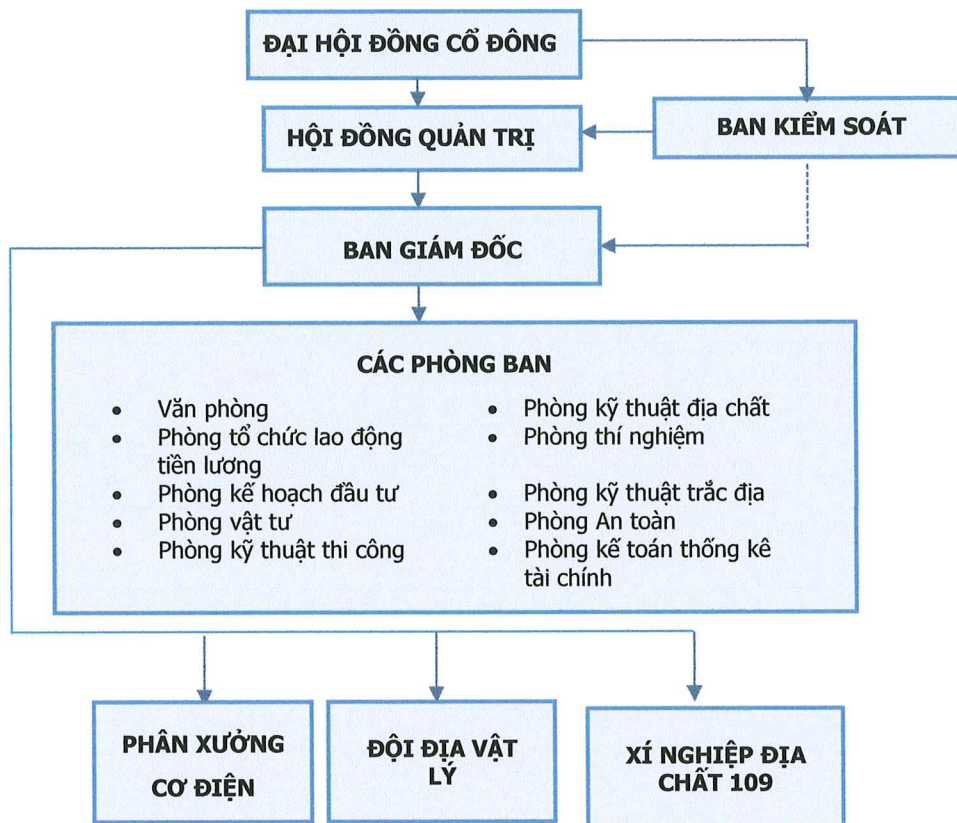 ĐẠI HỘI ĐỒNG CỔ ĐÔNG
BAN KIỂM SOÁT
HỘI ĐỒNG QUẢN TRỊ
BAN GIÁM ĐỐC
CÁC PHÒNG BAN
• Văn phòng
• Phòng tổ chức lao động
tiền lương
• Phòng kế hoạch đầu tư
• Phòng vật tư
• Phòng kỹ thuật thi công
• Phòng kỹ thuật địa chất
• Phòng thí nghiệm
• Phòng kỹ thuật trắc địa
• Phòng An toàn
• Phòng kế toán thống kê
tài chính
PHÂN XƯỞNG
CƠ ĐIỆN
ĐỘI ĐỊA VẬT
LÝ
XÍ NGHIỆP ĐỊA
CHẤT 109